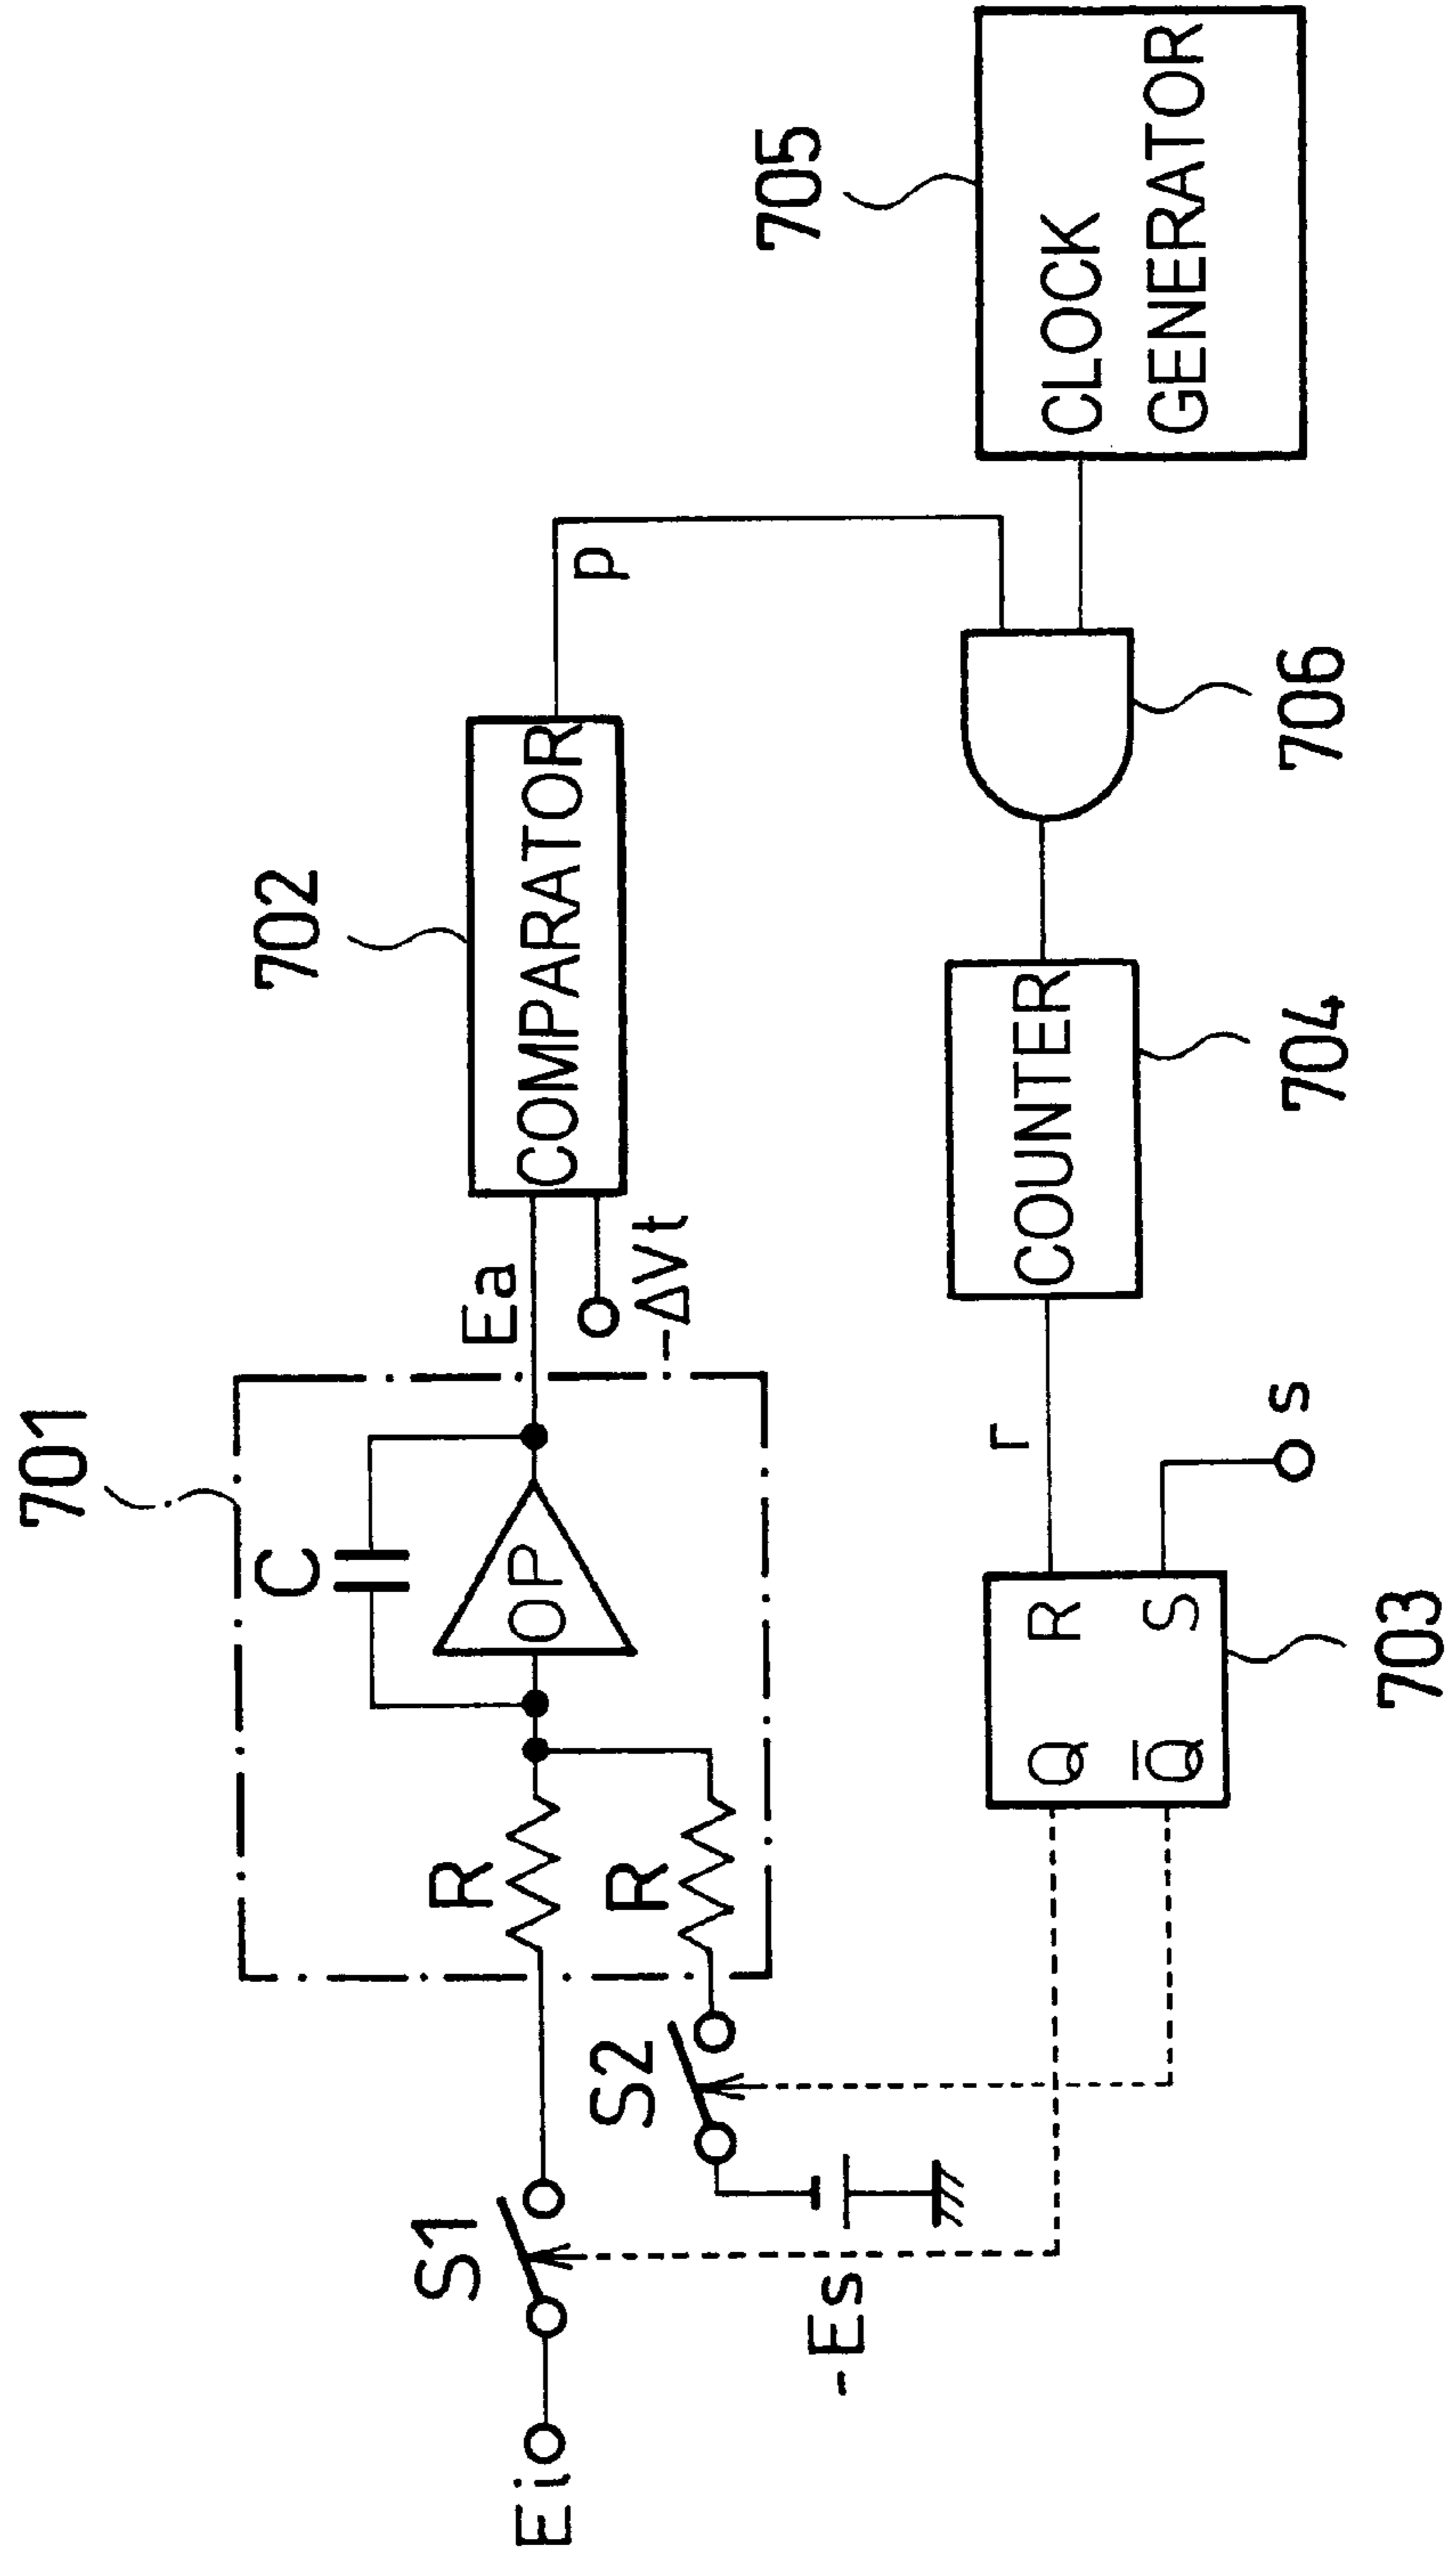 701
702
705
C
Ea
COMPARATOR
p
OP
R
R
-ΔVt
S1
S2
Ei
-Es
CLOCK
GENERATOR
r
COUNTER
704
706
Q R
Q̅ S
s
703